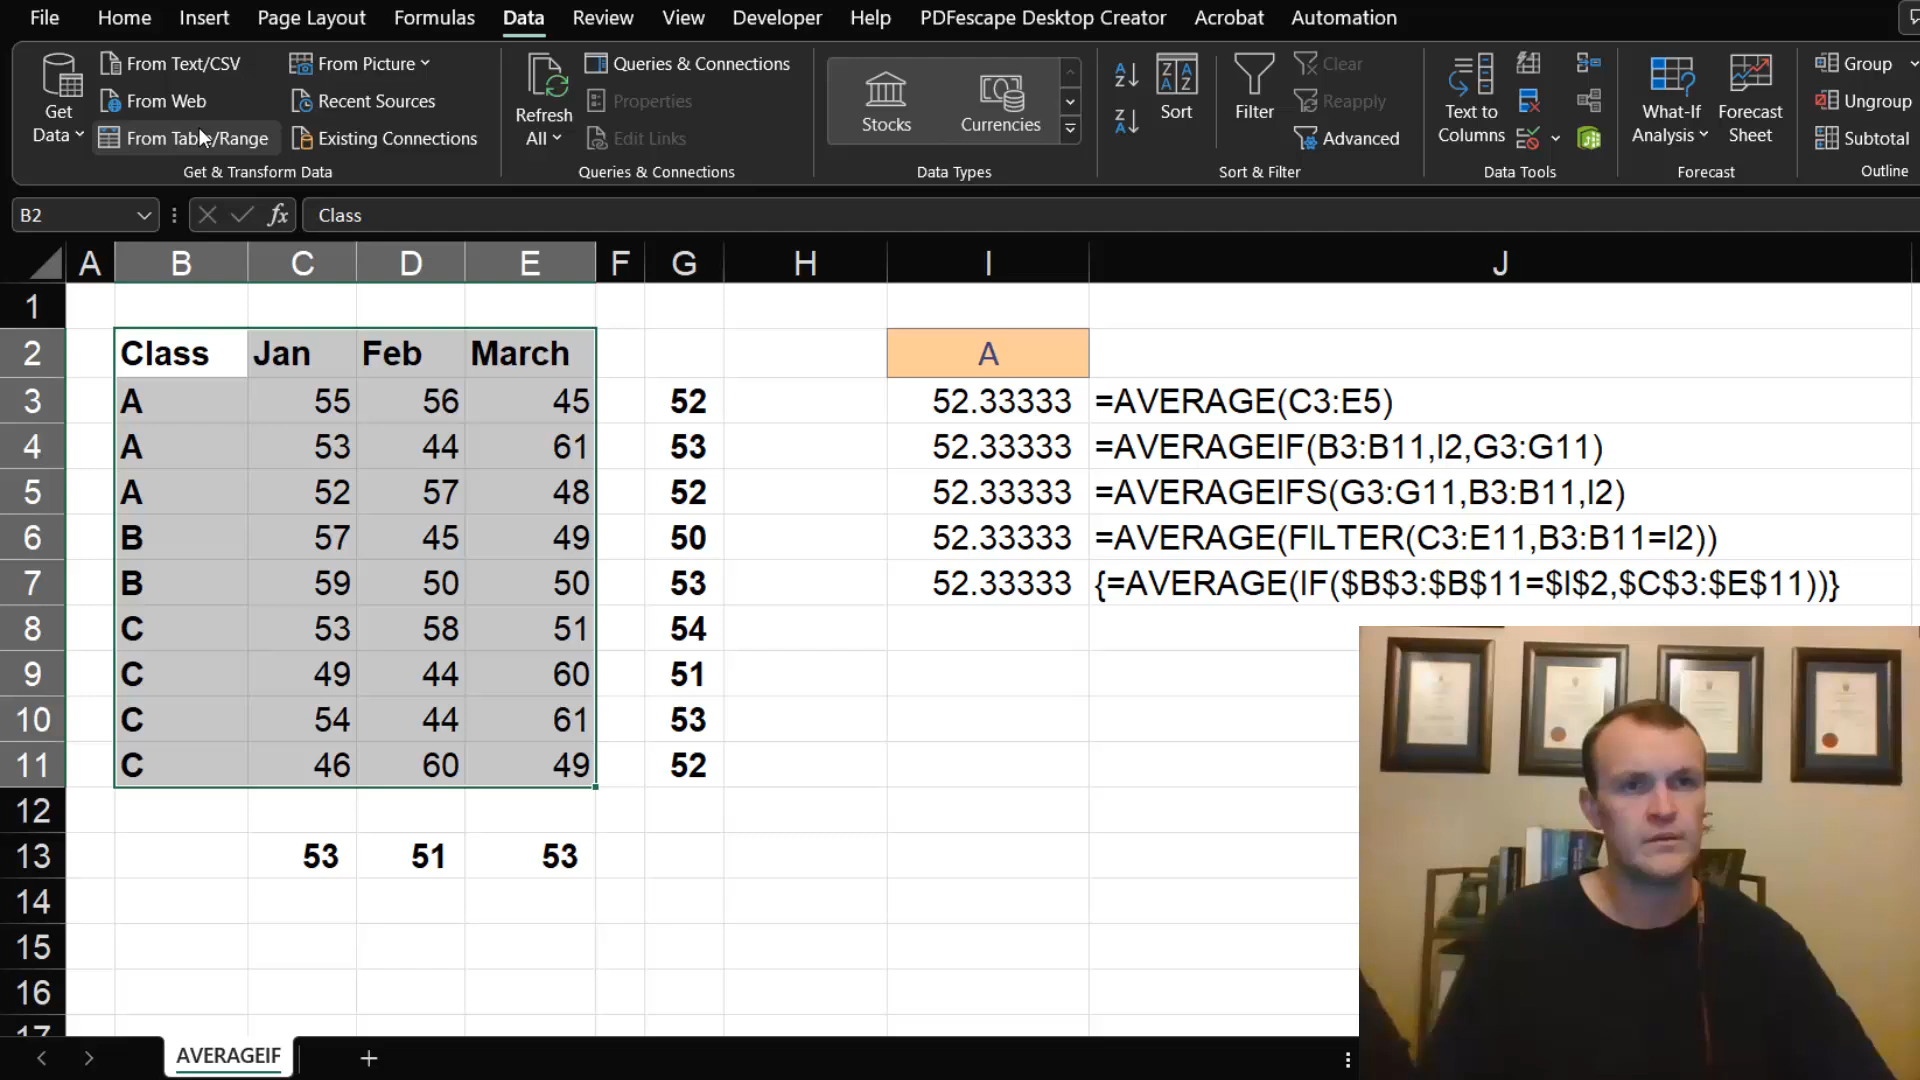 File Home Insert Page Layout Formulas Data Review View Developer Help PDFescape Desktop Creator Acrobat Automation
Get Data
From Text/CSV
From Web
From Table/Range
From Picture
Recent Sources
Existing Connections
Get & Transform Data
Refresh All
Queries & Connections
Properties
Edit Links
Queries & Connections
Stocks
Currencies
Data Types
Sort
Filter
Clear
Reapply
Advanced
Sort & Filter
Text to Columns
Data Tools
What-If Analysis
Forecast Sheet
Forecast
Group
Ungroup
Subtotal
Outline
B2 fx Class
A B C D E F G H I J
1
2 Class Jan Feb March A
3 A 55 56 45 52 52.33333 =AVERAGE(C3:E5)
4 A 53 44 61 53 52.33333 =AVERAGEIF(B3:B11,I2,G3:G11)
5 A 52 57 48 52 52.33333 =AVERAGEIFS(G3:G11,B3:B11,I2)
6 B 57 45 49 50 52.33333 =AVERAGE(FILTER(C3:E11,B3:B11=I2))
7 B 59 50 50 53 52.33333 {=AVERAGE(IF($B$3:$B$11=$I$2,$C$3:$E$11))}
8 C 53 58 51 54
9 C 49 44 60 51
10 C 54 44 61 53
11 C 46 60 49 52
12
13 53 51 53
14
15
16
17
AVERAGEIF